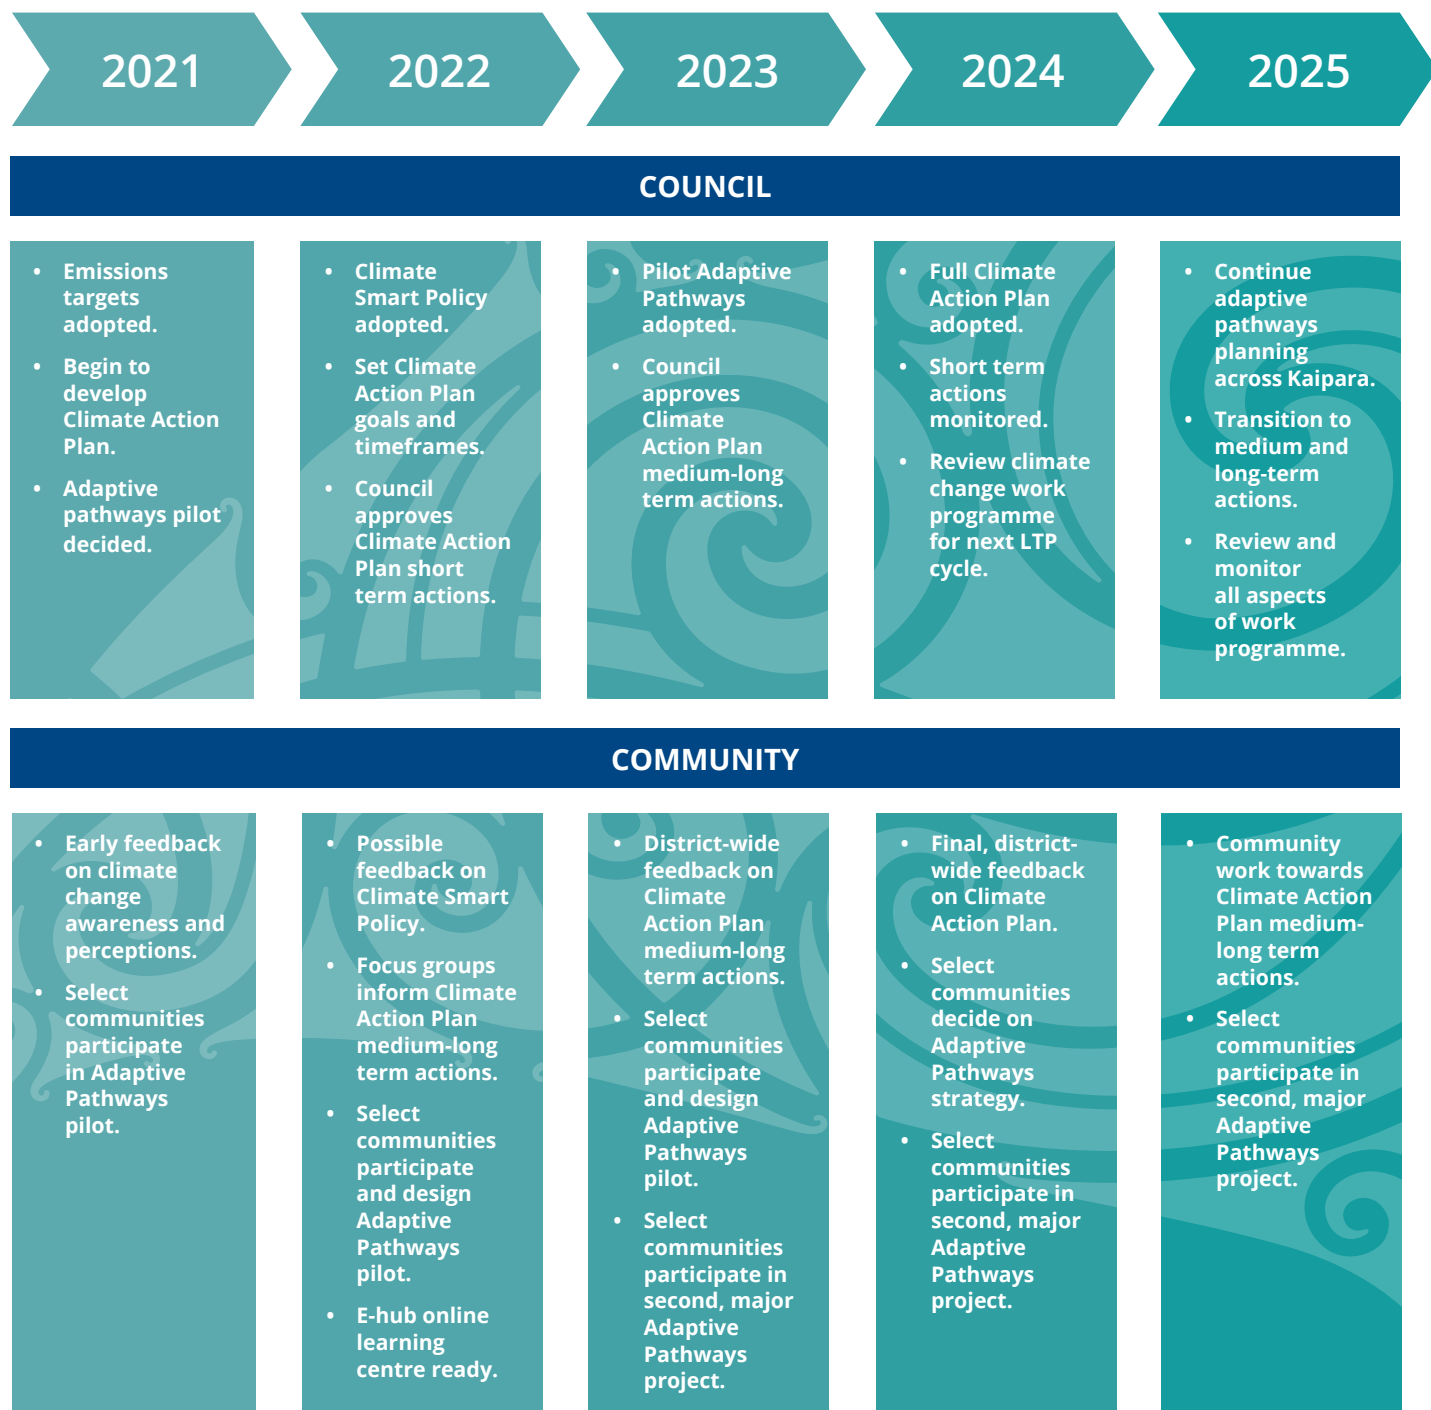 2021
2022
2023
2024
2025
COUNCIL
• Emissions
targets
adopted.
• Begin to
develop
Climate Action
Plan.
• Adaptive
pathways pilot
decided.
• Climate
Smart Policy
adopted.
• Set Climate
Action Plan
goals and
timeframes.
• Council
approves
Climate Action
Plan short
term actions.
• Pilot Adaptive
Pathways
adopted.
• Council
approves
Climate
Action Plan
medium-long
term actions.
• Full Climate
Action Plan
adopted.
• Short term
actions
monitored.
• Review climate
change work
programme
for next LTP
cycle.
• Continue
adaptive
pathways
planning
across Kaipara.
• Transition to
medium and
long-term
actions.
• Review and
monitor
all aspects
of work
programme.
COMMUNITY
• Early feedback
on climate
change
awareness and
perceptions.
• Select
communities
participate
in Adaptive
Pathways
pilot.
• Possible
feedback on
Climate Smart
Policy.
• Focus groups
inform Climate
Action Plan
medium-long
term actions.
• Select
communities
participate
and design
Adaptive
Pathways
pilot.
• E-hub online
learning
centre ready.
• District-wide
feedback on
Climate
Action Plan
medium-long
term actions.
• Select
communities
participate
and design
Adaptive
Pathways
pilot.
• Select
communities
participate in
second, major
Adaptive
Pathways
project.
• Final, district-
wide feedback
on Climate
Action Plan.
• Select
communities
decide on
Adaptive
Pathways
strategy.
• Select
communities
participate in
second, major
Adaptive
Pathways
project.
• Community
work towards
Climate Action
Plan medium-
long term
actions.
• Select
communities
participate in
second, major
Adaptive
Pathways
project.